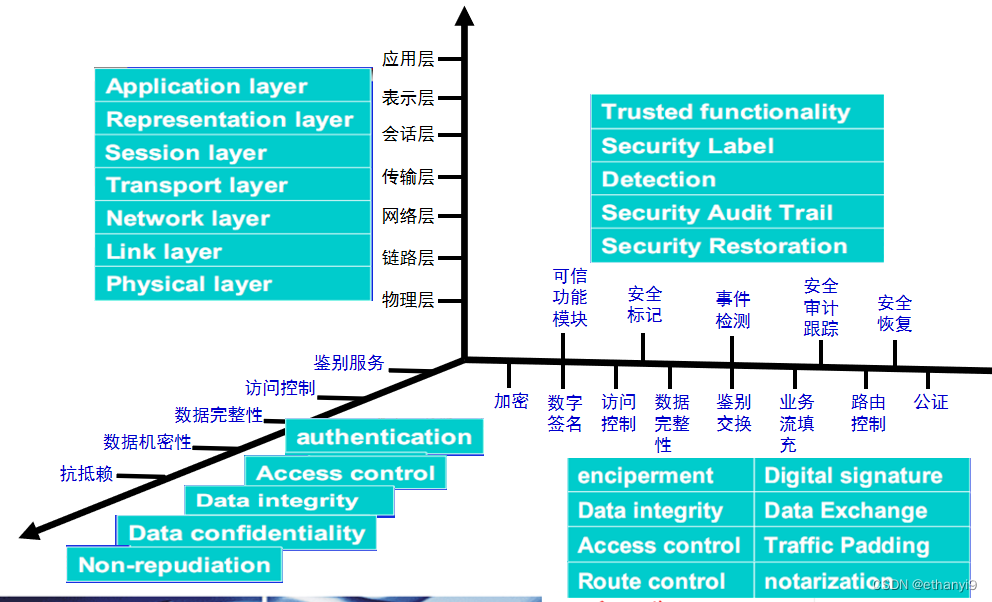 应用层
表示层
会话层
传输层
网络层
链路层
物理层
Application layer
Representation layer
Session layer
Transport layer
Network layer
Link layer
Physical layer
Trusted functionality
Security Label
Detection
Security Audit Trail
Security Restoration
可信
功能
模块
安全
标记
事件
检测
安全
审计
跟踪
安全
恢复
鉴别服务
访问控制
数据完整性
数据机密性
抗抵赖
authentication
Access control
Data integrity
Data confidentiality
Non-repudiation
加密
数字
签名
访问
控制
数据
完整
性
鉴别
交换
业务
流填
充
路由
控制
公证
enciperment
Digital signature
Data integrity
Data Exchange
Access control
Traffic Padding
Route control
notarization
CSDN @ethanyi9